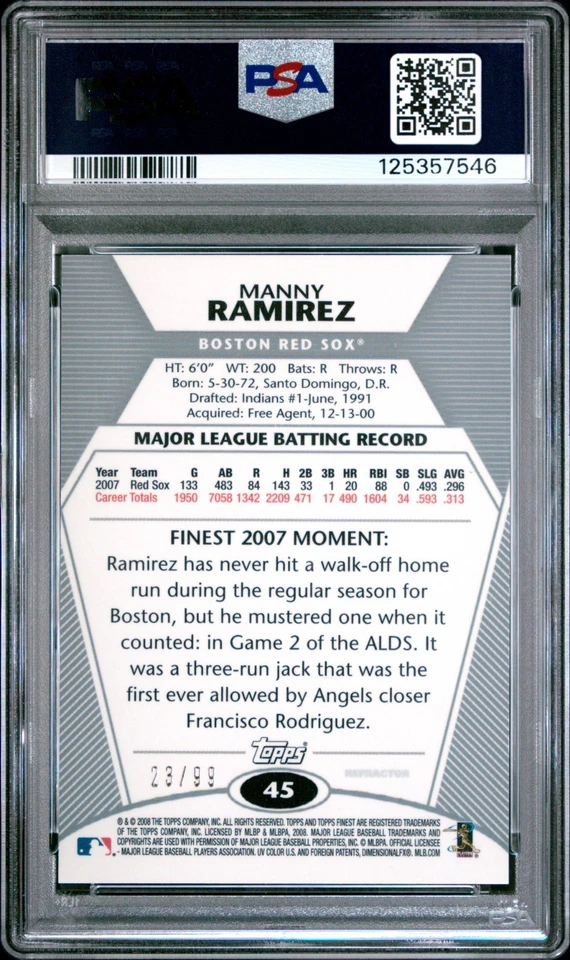 PSA
125357546
MANNY
RAMIREZ
BOSTON RED SOX®
HT: 6'0" WT: 200 Bats: R Throws: R
Born: 5-30-72, Santo Domingo, D.R.
Drafted: Indians #1-June, 1991
Acquired: Free Agent, 12-13-00
MAJOR LEAGUE BATTING RECORD
Year Team G AB R H 2B 3B HR RBI SB SLG AVG
2007 Red Sox 133 483 84 143 33 1 20 88 0 .493 .296
Career Totals 1950 7058 1342 2209 471 17 490 1604 34 .593 .313
FINEST 2007 MOMENT:
Ramirez has never hit a walk-off home
run during the regular season for
Boston, but he mustered one when it
counted: in Game 2 of the ALDS. It
was a three-run jack that was the
first ever allowed by Angels closer
Francisco Rodriguez.
Topps
23/99
REFRACTOR
45
® & © 2008 THE TOPPS COMPANY, INC. ALL RIGHTS RESERVED. TOPPS AND TOPPS FINEST ARE REGISTERED TRADEMARKS
OF THE TOPPS COMPANY, INC. LICENSED BY MLBP & MLBPA, 2008. MAJOR LEAGUE BASEBALL TRADEMARKS AND
COPYRIGHTS ARE USED WITH PERMISSION OF MAJOR LEAGUE BASEBALL PROPERTIES, INC. © MLBPA. OFFICIAL LICENSEE
- MAJOR LEAGUE BASEBALL PLAYERS ASSOCIATION. UV COLOR U.S. AND FOREIGN PATENTS, DIMENSIONALFX®. MLB.COM
PSA